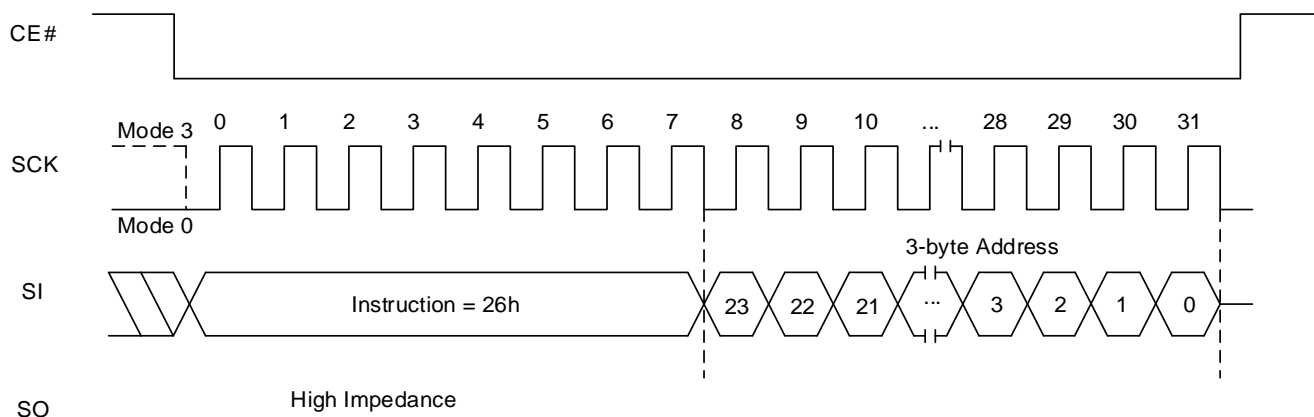 CE#
Mode 3
0 1 2 3 4 5 6 7 8 9 10 ... 28 29 30 31
SCK
Mode 0
3-byte Address
SI
Instruction = 26h
23 22 21 ... 3 2 1 0
High Impedance
SO